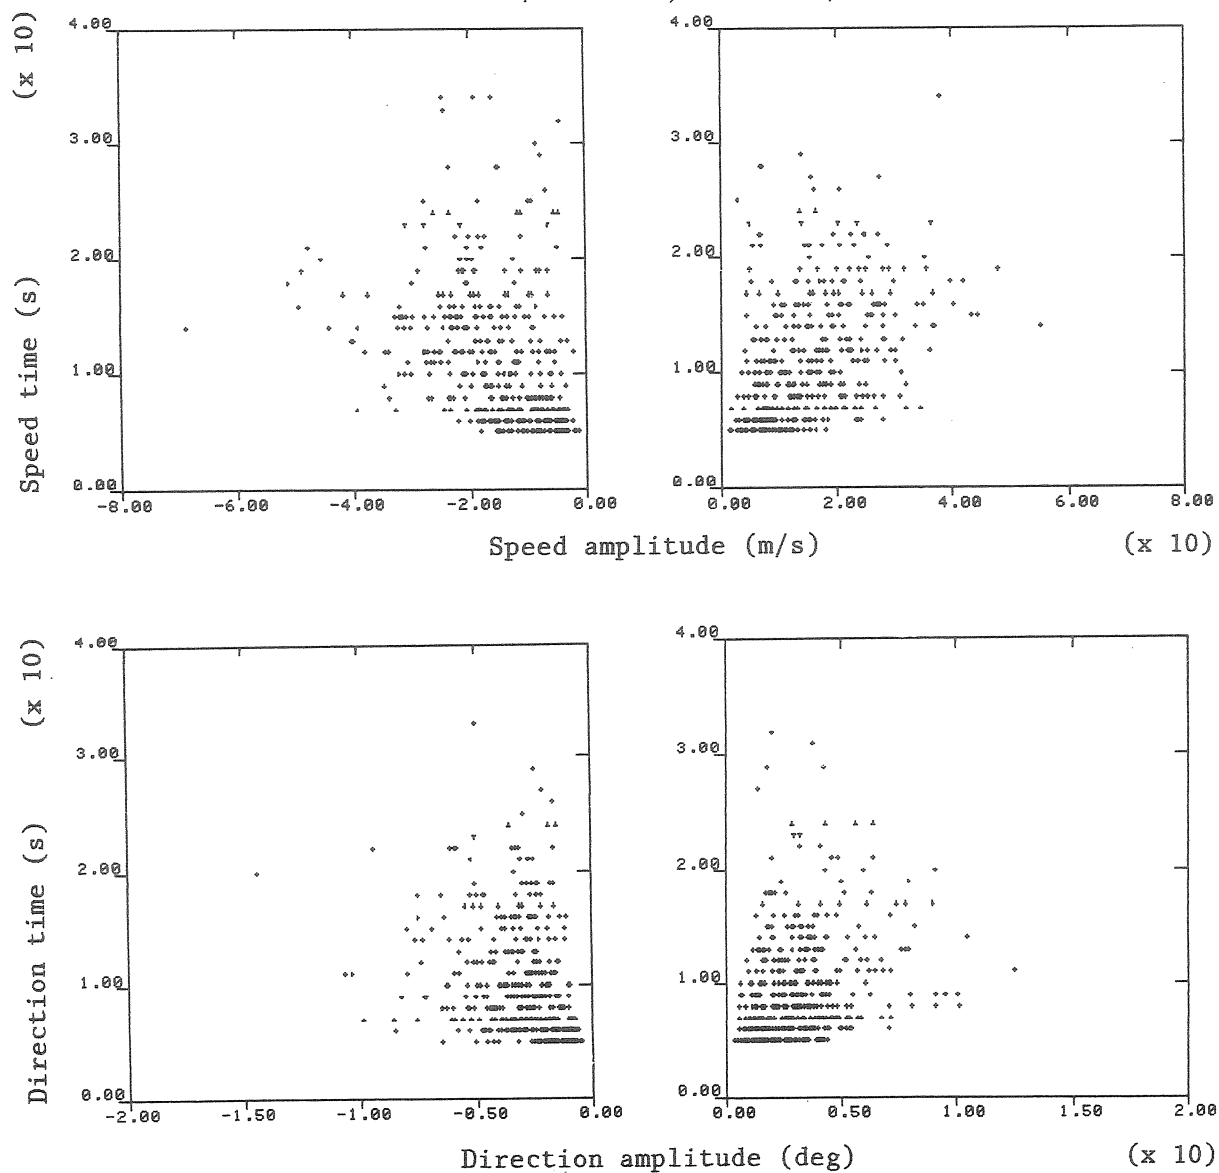 4.00 4.00
(x 10)
3.00 3.00
2.00 2.00
Speed time (s)
1.00 1.00
0.00 0.00
-8.00 -6.00 -4.00 -2.00 0.00 0.00 2.00 4.00 6.00 8.00
Speed amplitude (m/s) (x 10)
4.00 4.00
(x 10)
3.00 3.00
2.00 2.00
Direction time (s)
1.00 1.00
0.00 0.00
-2.00 -1.50 -1.00 -0.50 0.00 0.00 0.50 1.00 1.50 2.00
Direction amplitude (deg) (x 10)